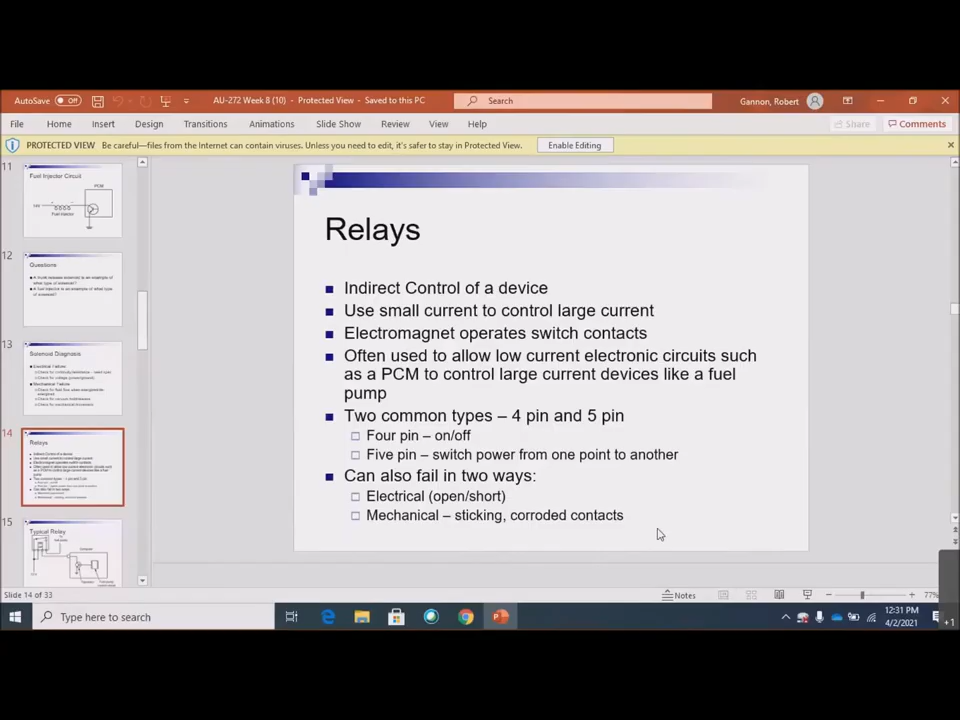 AutoSave Off
AU-272 Week 8 (10) - Protected View - Saved to this PC
Search
Gannon, Robert
File Home Insert Design Transitions Animations Slide Show Review View Help
Share Comments
PROTECTED VIEW Be careful—files from the Internet can contain viruses. Unless you need to edit, it's safer to stay in Protected View.
Enable Editing
11
Fuel Injector Circuit
PCM
Fuel Injector
12
Questions
13
Solenoid Diagnosis
14
Relays
15
Typical Relay
Relays
Indirect Control of a device
Use small current to control large current
Electromagnet operates switch contacts
Often used to allow low current electronic circuits such
as a PCM to control large current devices like a fuel
pump
Two common types – 4 pin and 5 pin
Four pin – on/off
Five pin – switch power from one point to another
Can also fail in two ways:
Electrical (open/short)
Mechanical – sticking, corroded contacts
Slide 14 of 33
Notes
77%
Type here to search
12:31 PM
4/2/2021
+1